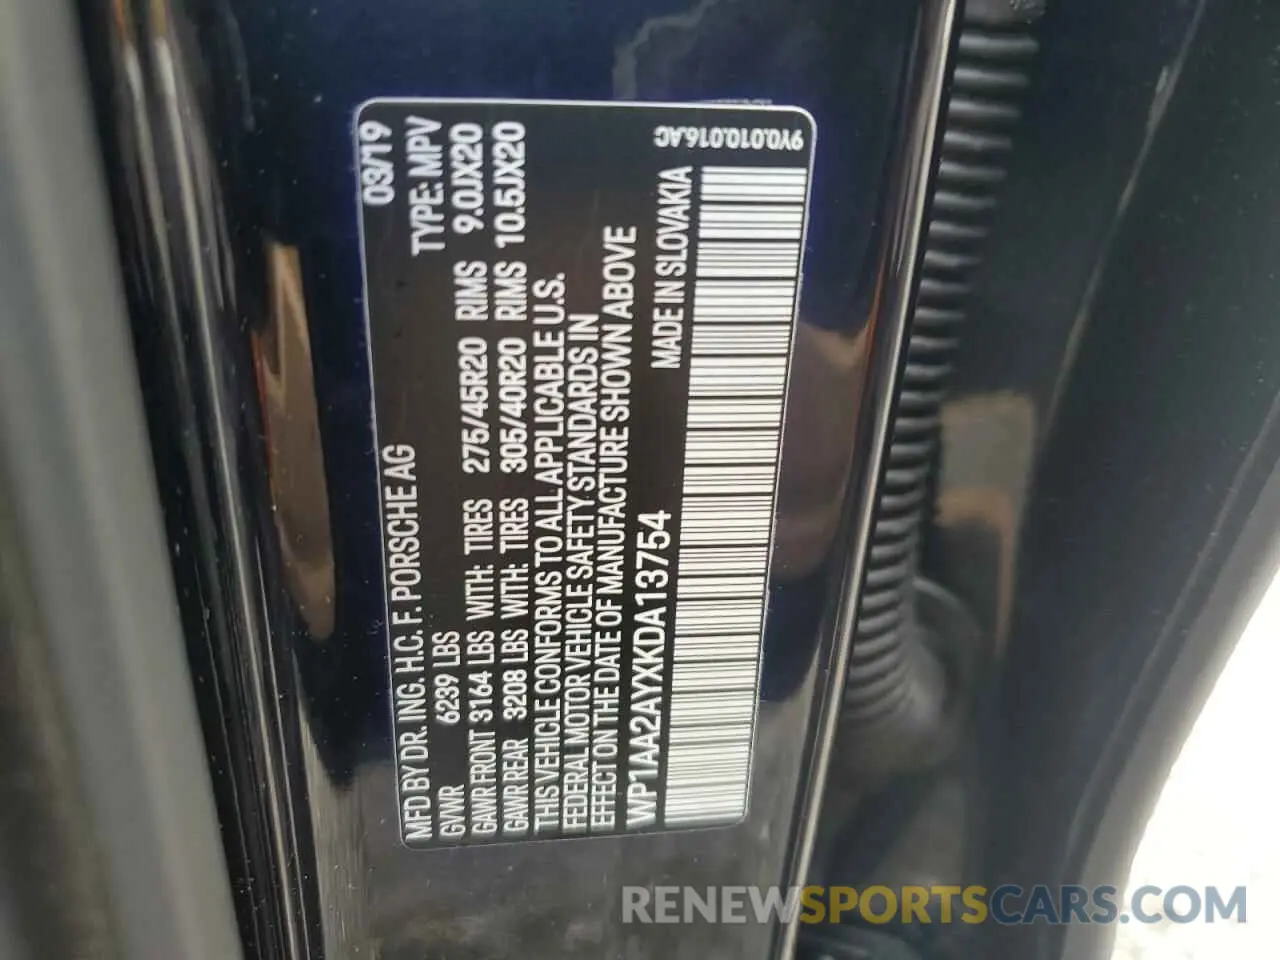 MFD BY DR. ING. H.C. F. PORSCHE AG 03/19
GVWR 6239 LBS TYPE: MPV
GAWR FRONT 3164 LBS WITH: TIRES 275/45R20 RIMS 9.0JX20
GAWR REAR 3208 LBS WITH: TIRES 305/40R20 RIMS 10.5JX20
THIS VEHICLE CONFORMS TO ALL APPLICABLE U.S.
FEDERAL MOTOR VEHICLE SAFETY STANDARDS IN
EFFECT ON THE DATE OF MANUFACTURE SHOWN ABOVE
WP1AA2AYXKDA13754 MADE IN SLOVAKIA
9Y0.010.016.AC
RENEWSPORTSCARS.COM